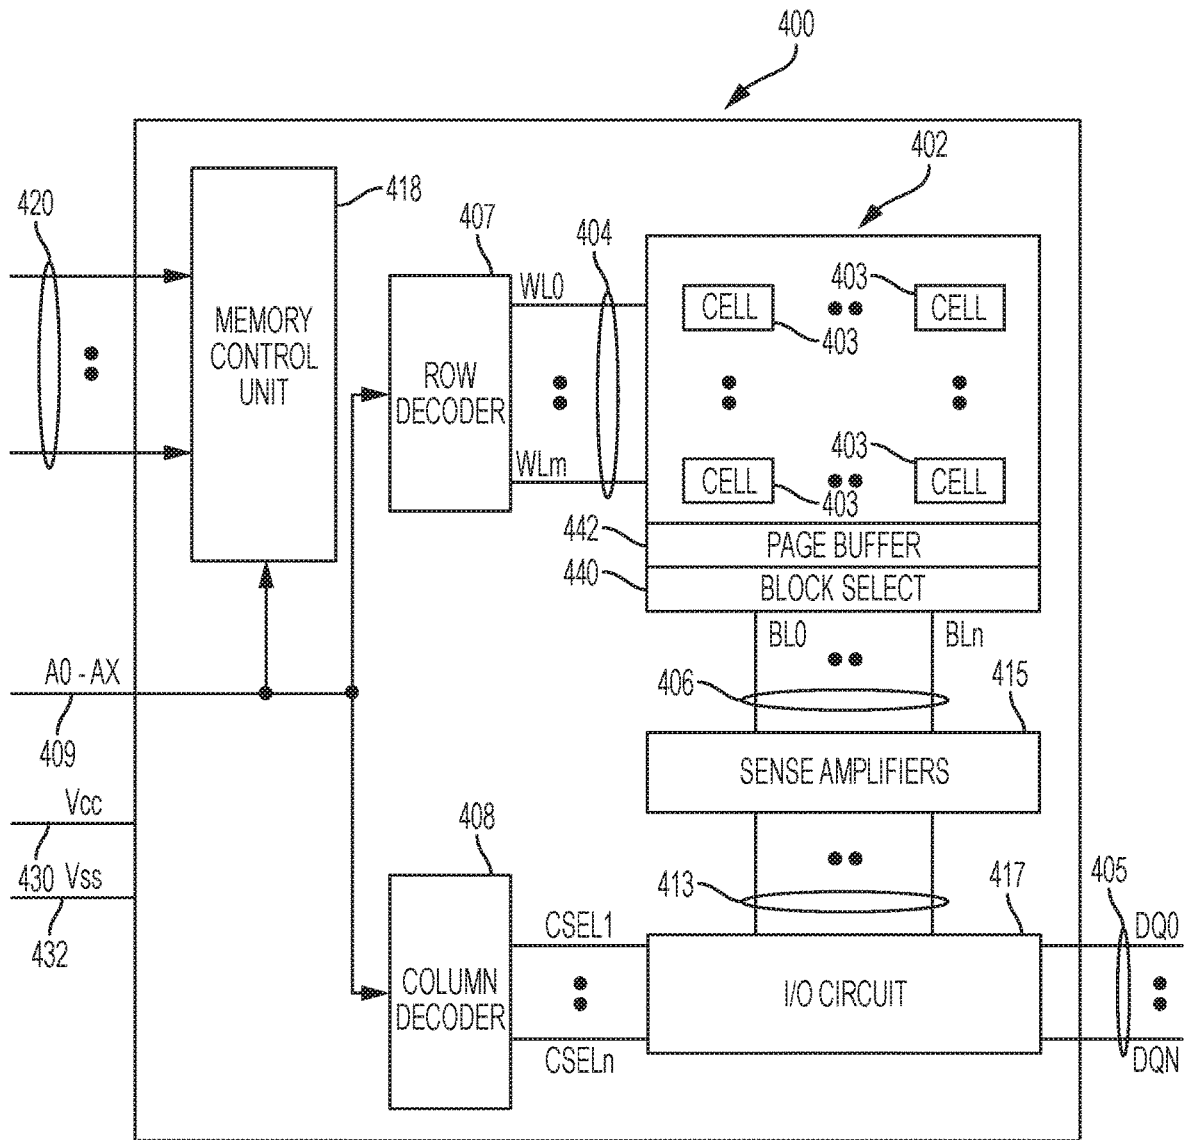 400
402
420
418
407
404
WL0
403
CELL
CELL
403
MEMORY
CONTROL
UNIT
ROW
DECODER
WLm
403
CELL
CELL
403
442
PAGE BUFFER
440
BLOCK SELECT
BL0
BLn
A0 - AX
409
406
415
SENSE AMPLIFIERS
Vcc
430
Vss
432
408
413
417
405
CSEL1
DQ0
COLUMN
DECODER
I/O CIRCUIT
CSELn
DQN